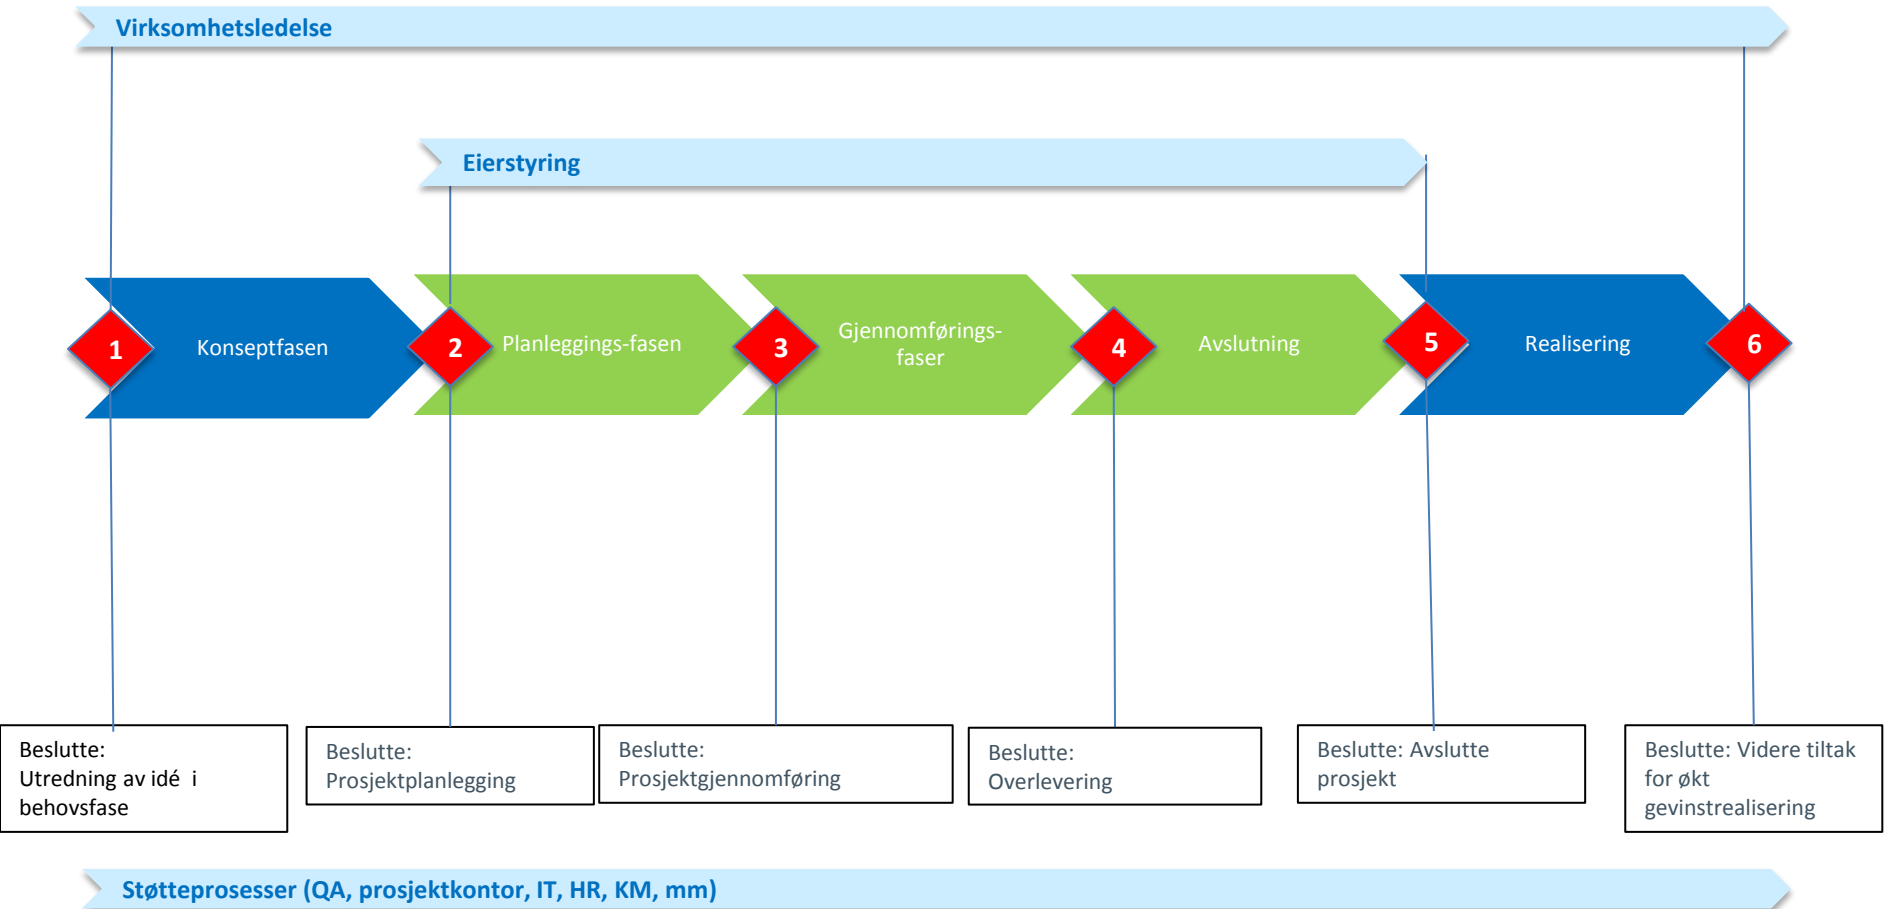 Virksomhetsledelse
Eierstyring
1
Konseptfasen
2
Planleggings-fasen
3
Gjennomførings-
faser
4
Avslutning
5
Realisering
6
Beslutte:
Utredning av idé i
behovsfase
Beslutte:
Prosjektplanlegging
Beslutte:
Prosjektgjennomføring
Beslutte:
Overlevering
Beslutte: Avslutte
prosjekt
Beslutte: Videre tiltak
for økt
gevinstrealisering
Støtteprosesser (QA, prosjektkontor, IT, HR, KM, mm)